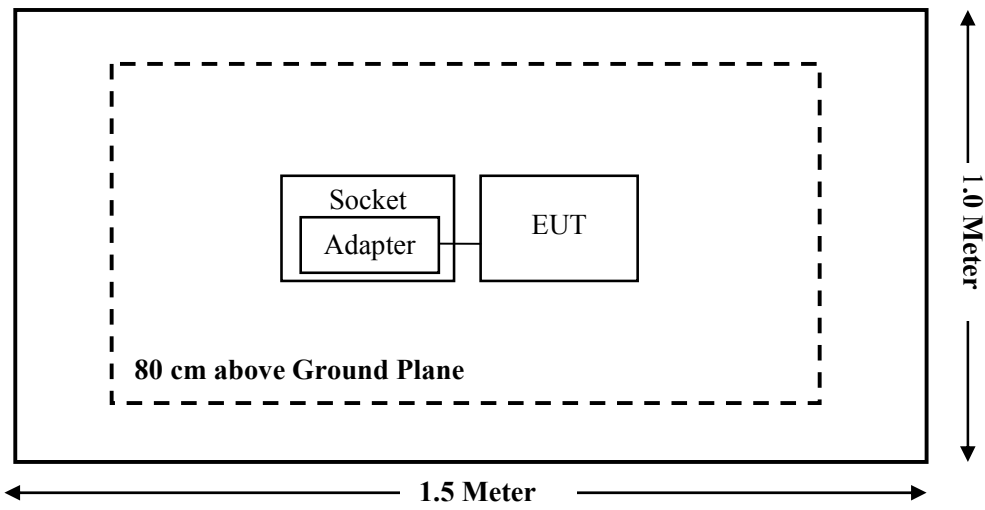 Socket
Adapter
EUT
80 cm above Ground Plane
1.0 Meter
1.5 Meter